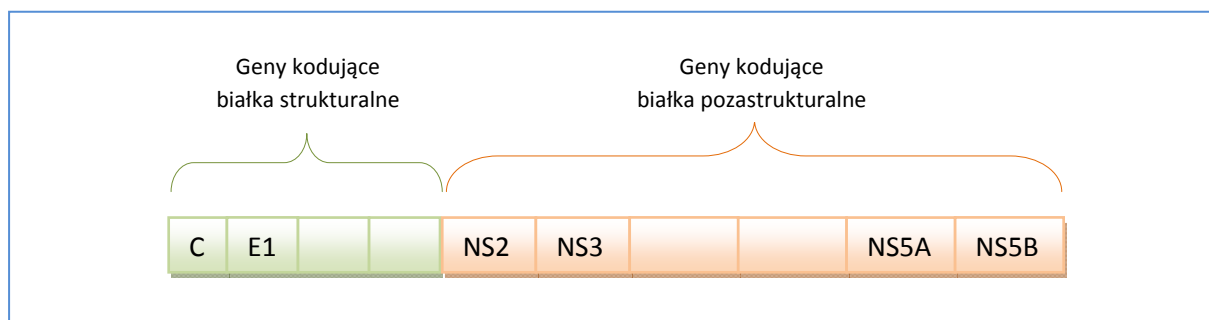 Geny kodujące
białka strukturalne
Geny kodujące
białka pozastrukturalne
C E1 NS2 NS3 NS5A NS5B